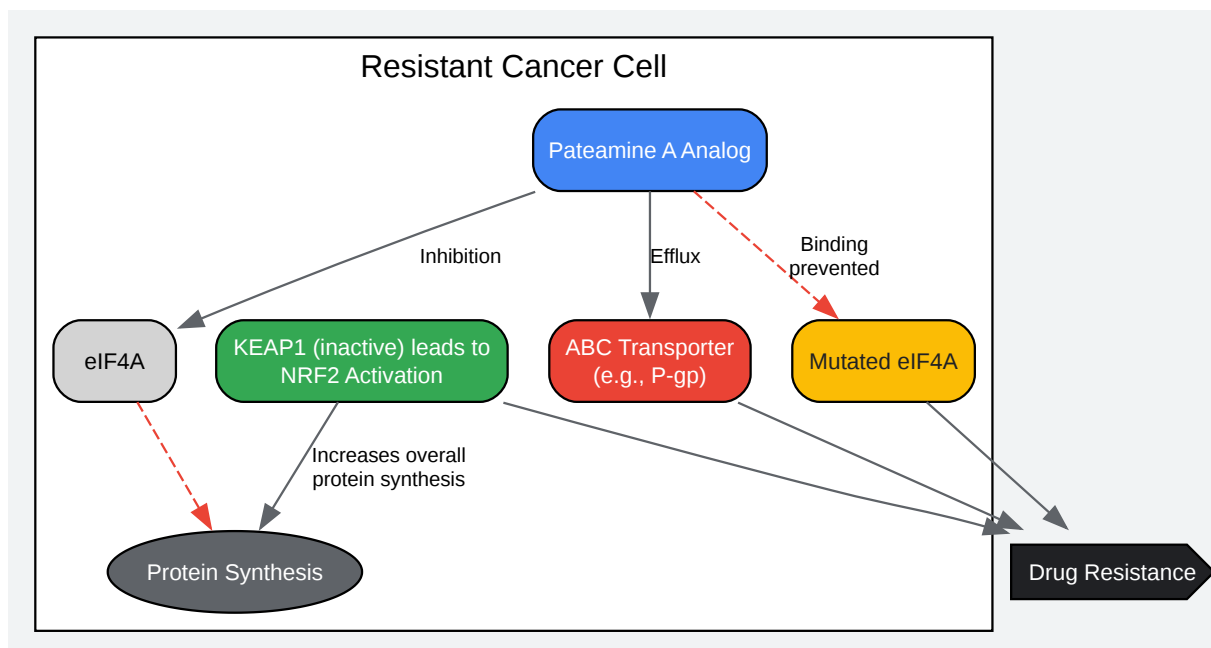 Resistant Cancer Cell
Pateamine A Analog
Inhibition
Efflux
Binding
prevented
eIF4A
KEAP1 (inactive) leads to
NRF2 Activation
ABC Transporter
(e.g., P-gp)
Mutated eIF4A
Increases overall
protein synthesis
Protein Synthesis
Drug Resistance